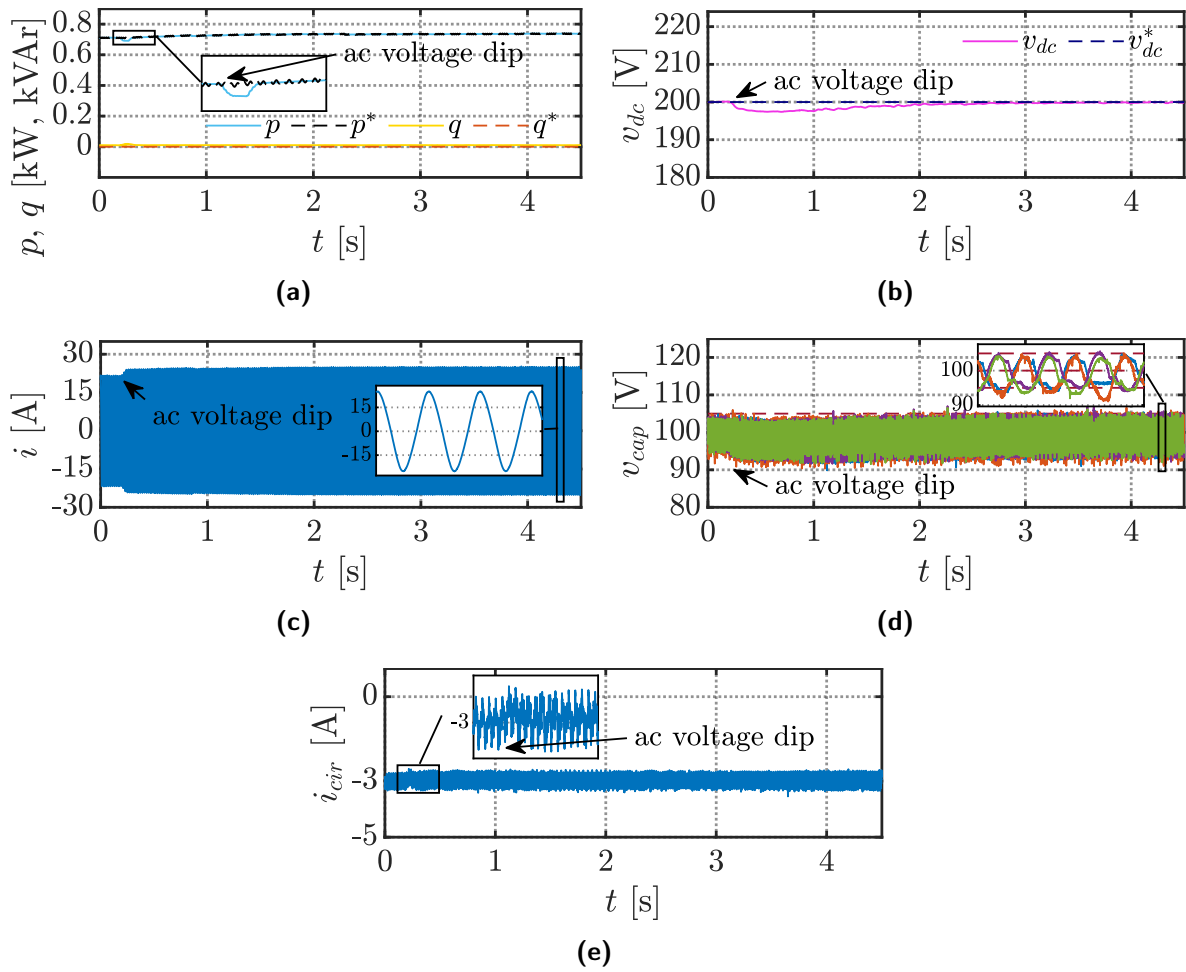 p, q [kW, kVAr]
0.8
0.6
0.4
0.2
0
ac voltage dip
p p* q q*
0 1 2 3 4
t [s]
(a)
v_dc [V]
220
210
200
190
180
v_dc v*_dc
ac voltage dip
0 1 2 3 4
t [s]
(b)
i [A]
30
15
0
-15
-30
ac voltage dip
15
0
-15
0 1 2 3 4
t [s]
(c)
v_cap [V]
120
110
100
90
80
100
90
ac voltage dip
0 1 2 3 4
t [s]
(d)
i_cir [A]
0
-3
-5
-3
ac voltage dip
0 1 2 3 4
t [s]
(e)